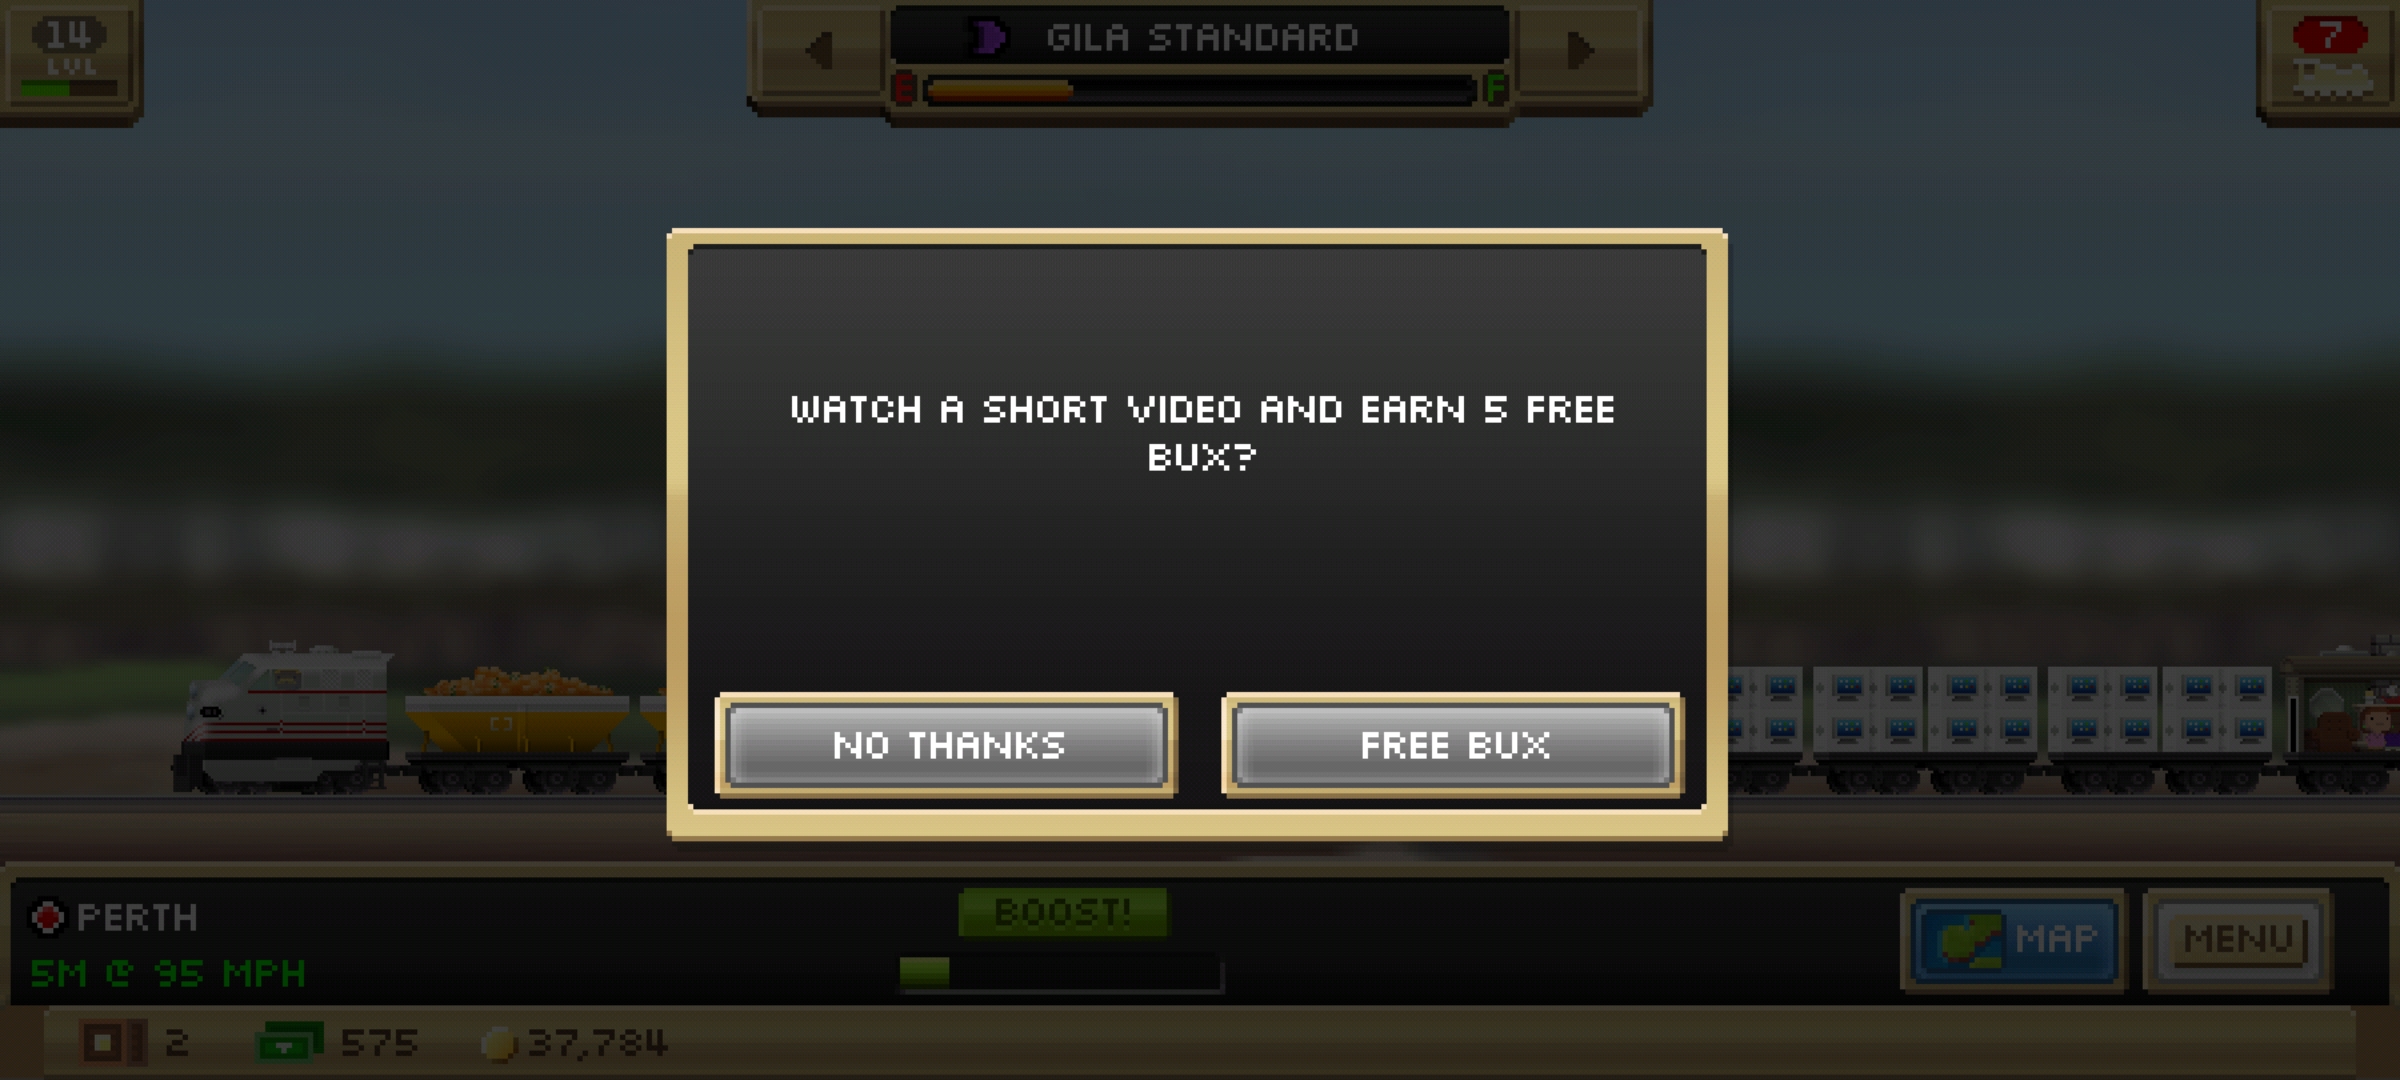 14
LVL
GILA STANDARD
E F
7
WATCH A SHORT VIDEO AND EARN 5 FREE
BUX?
NO THANKS
FREE BUX
PERTH
5M @ 95 MPH
BOOST!
MAP
MENU
2
575
37,784